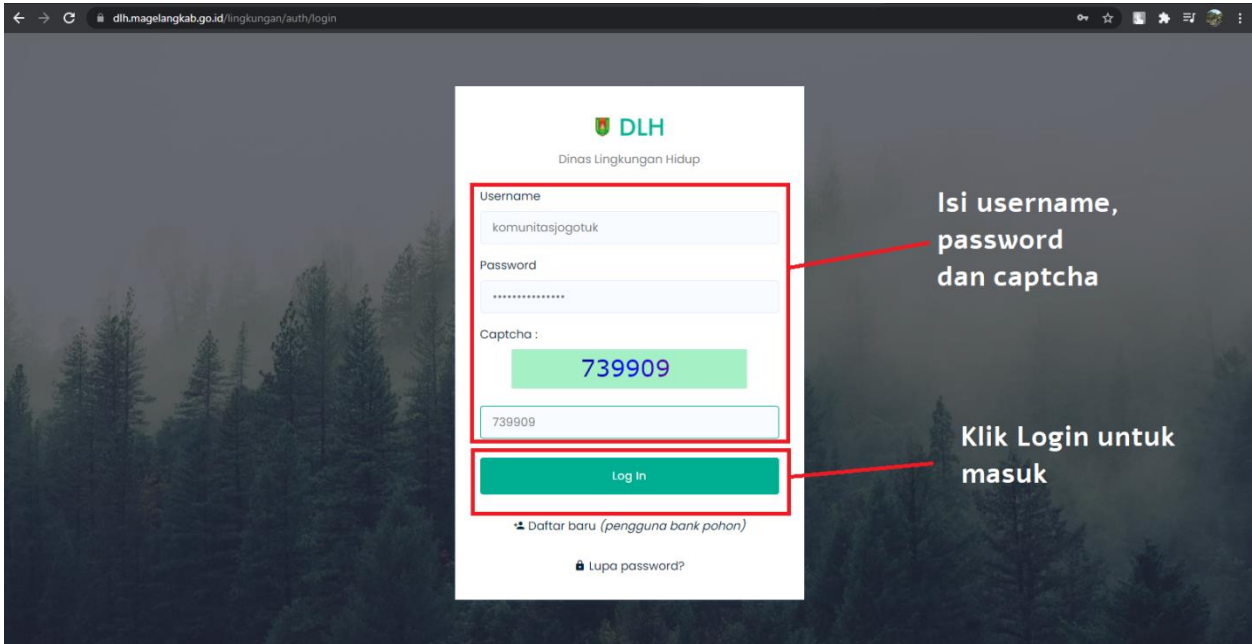 dlh.magelangkab.go.id/lingkungan/auth/login
DLH
Dinas Lingkungan Hidup
Username
komunitasjogotuk
Password
•••••••••••••••
Captcha :
739909
739909
Log In
Daftar baru (pengguna bank pohon)
Lupa password?
Isi username,
password
dan captcha
Klik Login untuk
masuk